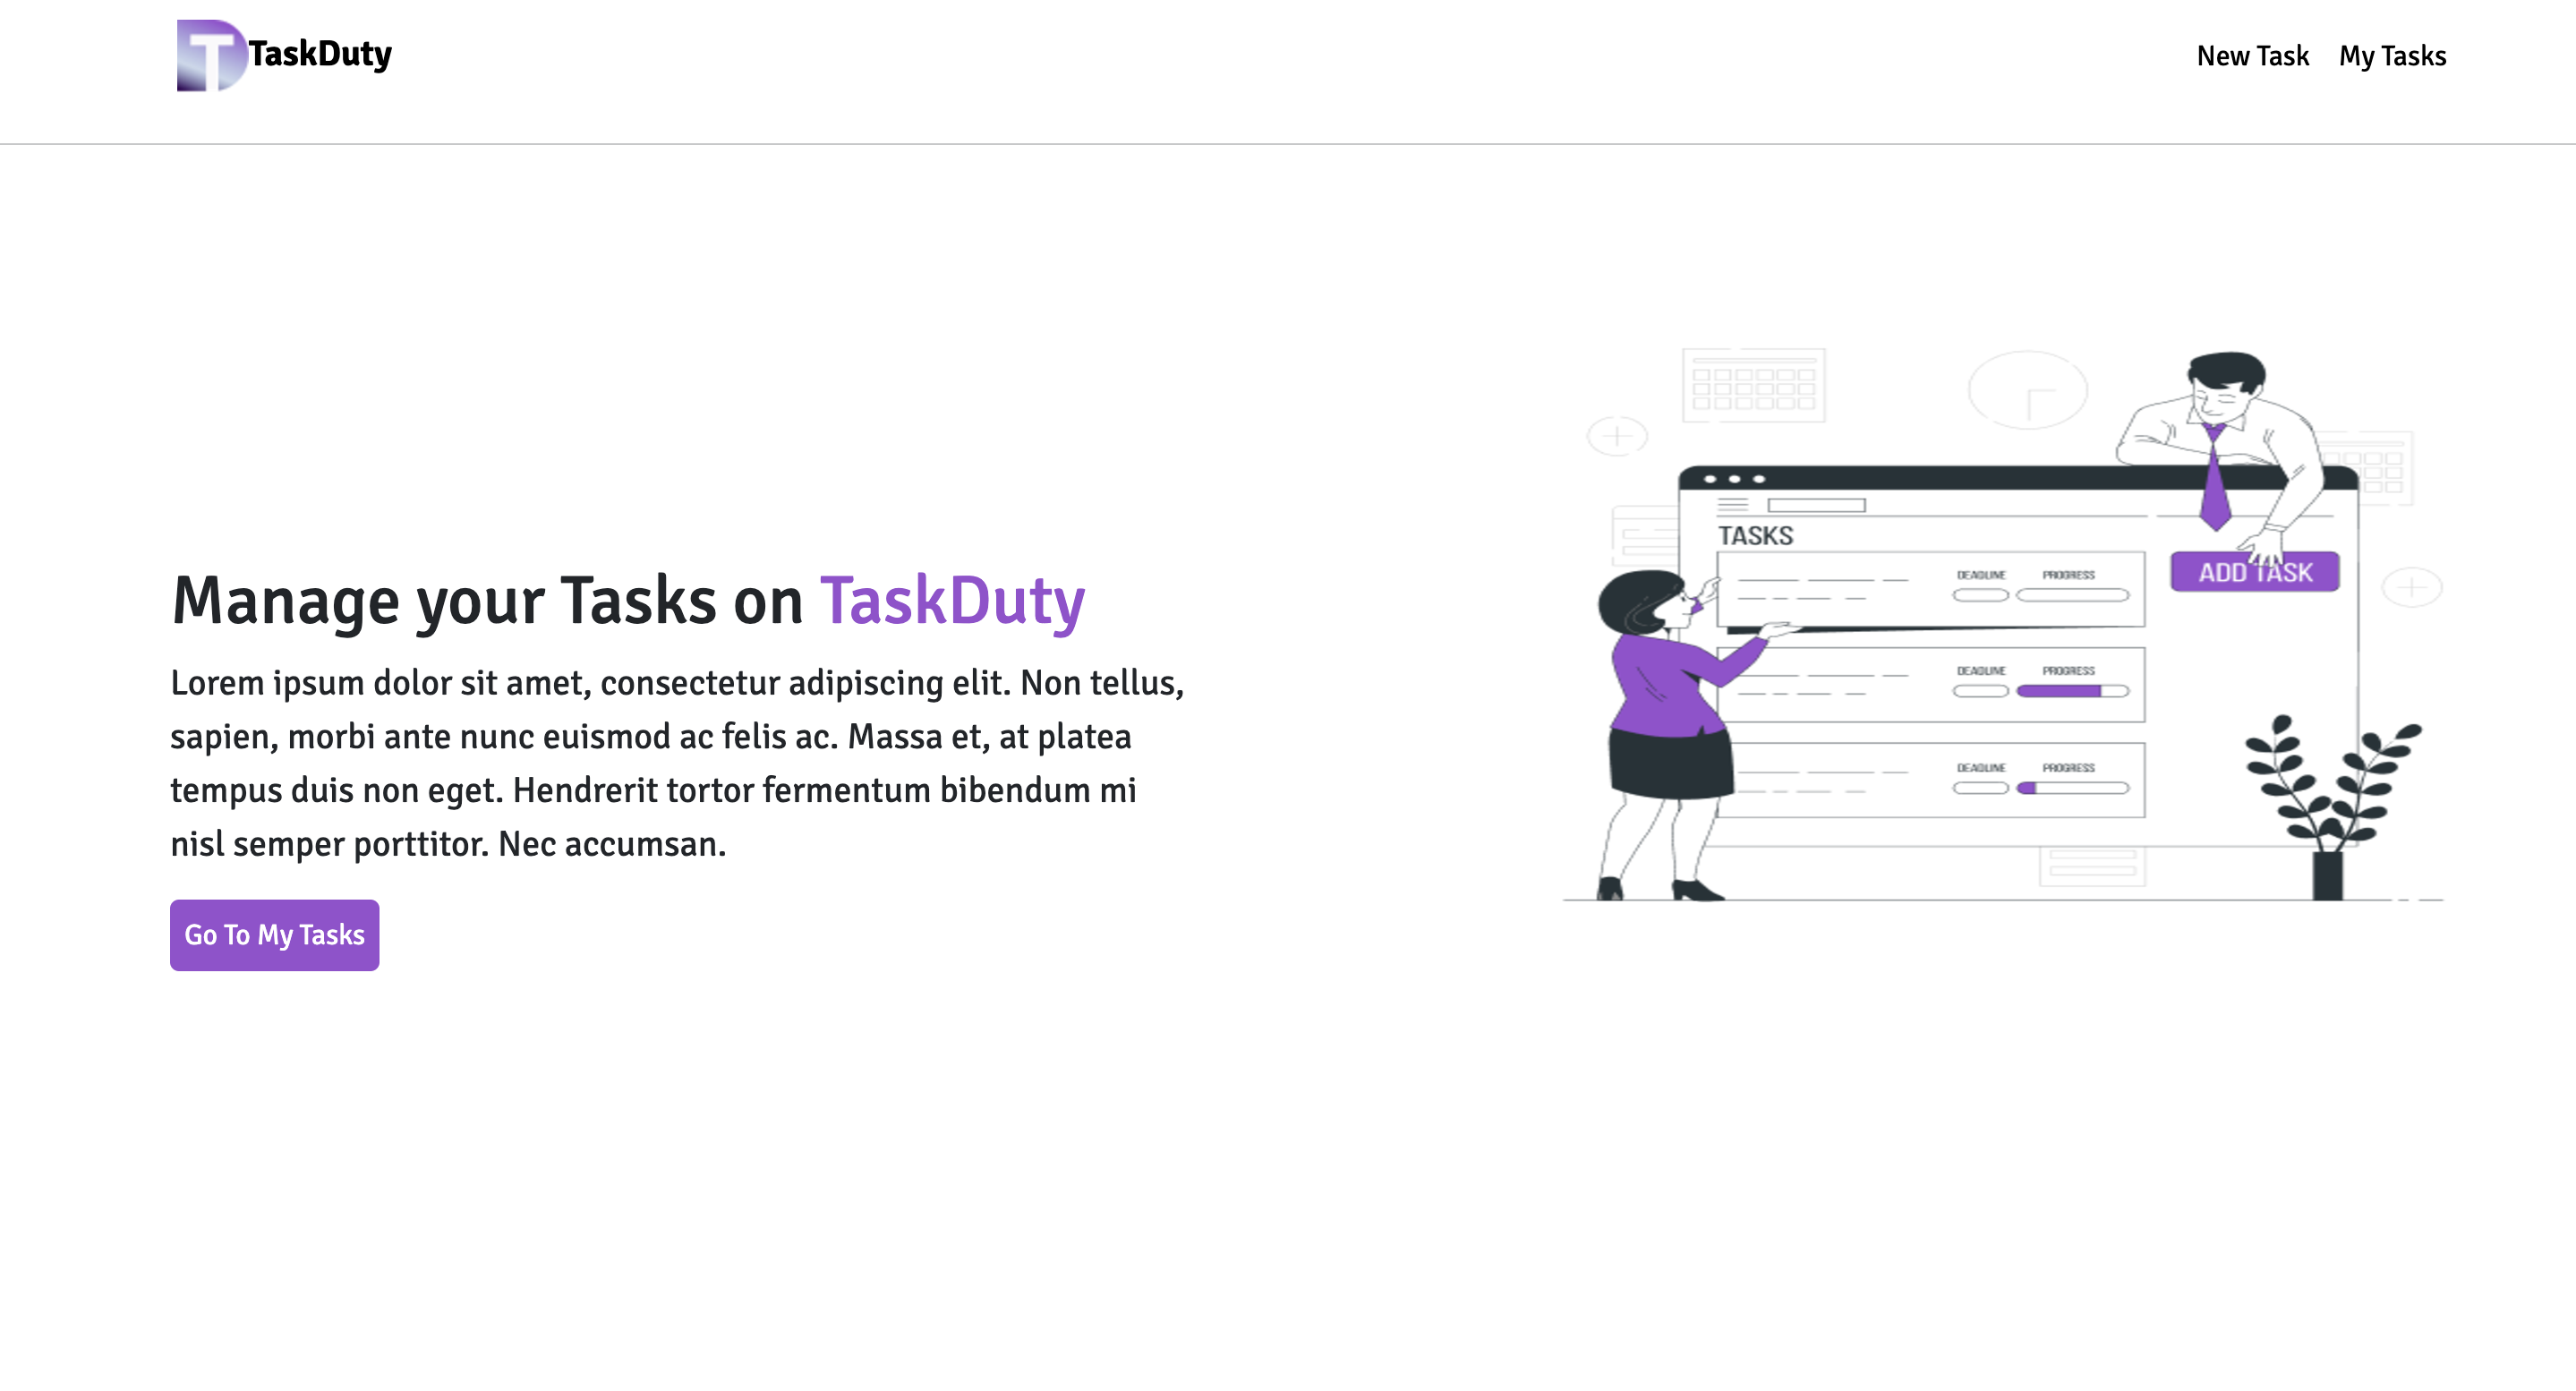 TaskDuty
New Task
My Tasks
Manage your Tasks on TaskDuty
Lorem ipsum dolor sit amet, consectetur adipiscing elit. Non tellus,
sapien, morbi ante nunc euismod ac felis ac. Massa et, at platea
tempus duis non eget. Hendrerit tortor fermentum bibendum mi
nisl semper porttitor. Nec accumsan.
Go To My Tasks
TASKS
DEADLINE PROGRESS
ADD TASK
DEADLINE PROGRESS
DEADLINE PROGRESS